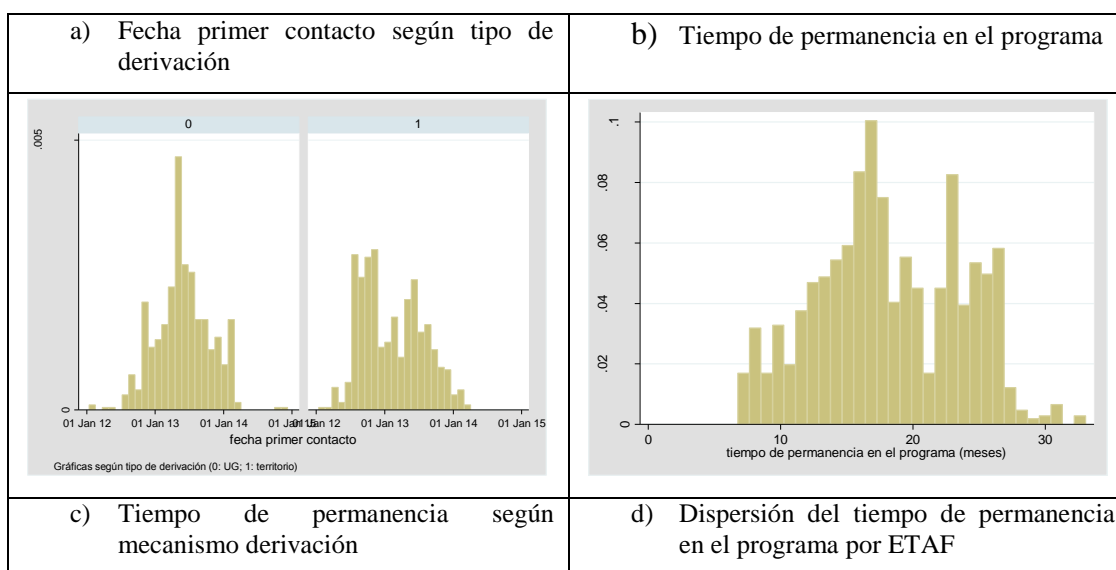 a) Fecha primer contacto según tipo de
derivación
b) Tiempo de permanencia en el programa
0
1
.005
0
01 Jan 12 01 Jan 13 01 Jan 14
01 Jan 12 01 Jan 13 01 Jan 14 01 Jan 15
fecha primer contacto
Gráficas según tipo de derivación (0: UG; 1: territorio)
.1
.08
.06
.04
.02
0
0 10 20 30
tiempo de permanencia en el programa (meses)
c) Tiempo de permanencia según
mecanismo derivación
d) Dispersión del tiempo de permanencia
en el programa por ETAF